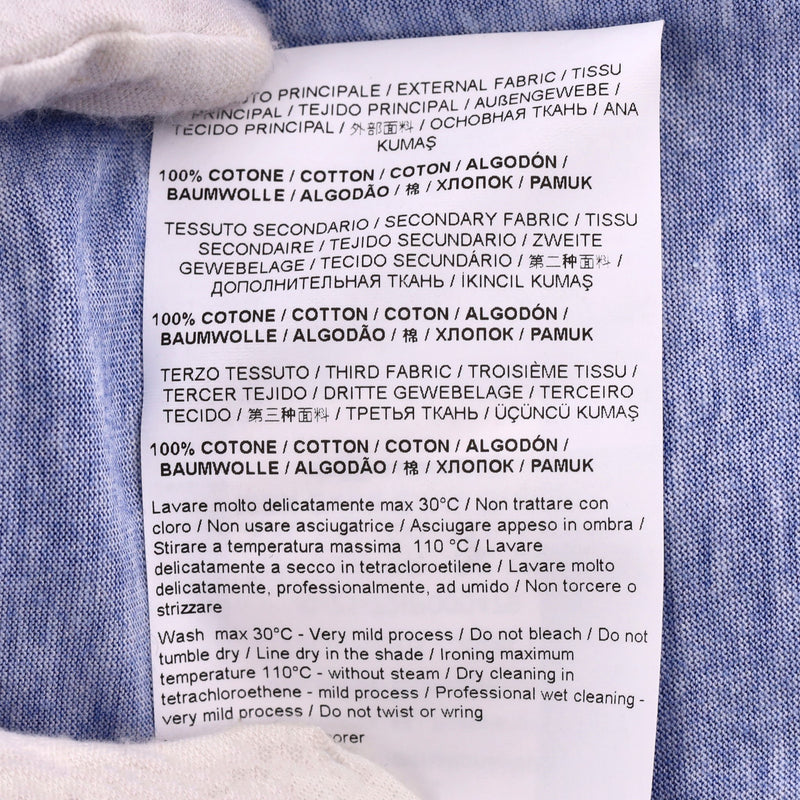 PRINCIPALE / EXTERNAL FABRIC / TISSU
PRINCIPAL / TEJIDO PRINCIPAL / AUßENGEWEBE /
TECIDO PRINCIPAL / 外部面料 / ОСНОВНАЯ ТКАНЬ / ANA
KUMAŞ
100% COTONE / COTTON / COTON / ALGODÓN /
BAUMWOLLE / ALGODÃO / 棉 / ХЛОПОК / PAMUK
TESSUTO SECONDARIO / SECONDARY FABRIC / TISSU
SECONDAIRE / TEJIDO SECUNDARIO / ZWEITE
GEWEBELAGE / TECIDO SECUNDÁRIO / 第二种面料 /
ДОПОЛНИТЕЛЬНАЯ ТКАНЬ / İKINCIL KUMAŞ
100% COTONE / COTTON / COTON / ALGODÓN /
BAUMWOLLE / ALGODÃO / 棉 / ХЛОПОК / PAMUK
TERZO TESSUTO / THIRD FABRIC / TROISIÈME TISSU /
TERCER TEJIDO / DRITTE GEWEBELAGE / TERCEIRO
TECIDO / 第三种面料 / ТРЕТЬЯ ТКАНЬ / ÜÇÜNCÜ KUMAŞ
100% COTONE / COTTON / COTON / ALGODÓN /
BAUMWOLLE / ALGODÃO / 棉 / ХЛОПОК / PAMUK
Lavare molto delicatamente max 30°C / Non trattare con
cloro / Non usare asciugatrice / Asciugare appeso in ombra /
Stirare a temperatura massima 110 °C / Lavare
delicatamente a secco in tetracloroetilene / Lavare molto
delicatamente, professionalmente, ad umido / Non torcere o
strizzare
Wash max 30°C - Very mild process / Do not bleach / Do not
tumble dry / Line dry in the shade / Ironing maximum
temperature 110°C - without steam / Dry cleaning in
tetrachloroethene - mild process / Professional wet cleaning -
very mild process / Do not twist or wring